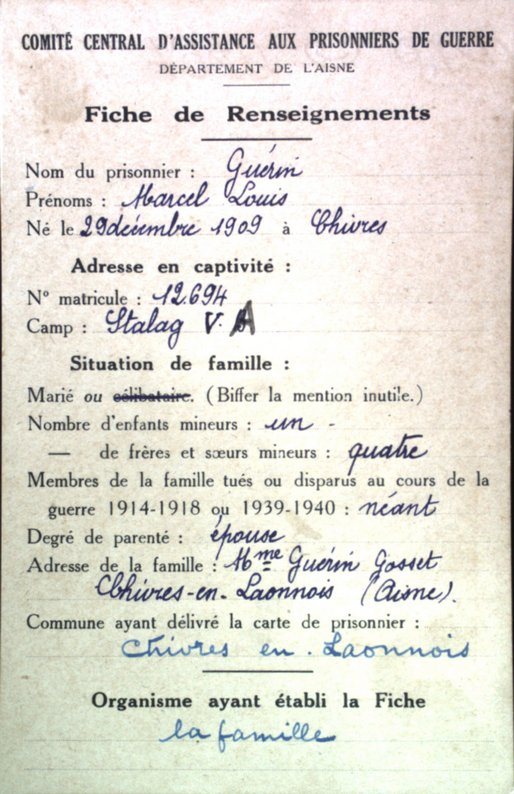 COMITÉ CENTRAL D'ASSISTANCE AUX PRISONNIERS DE GUERRE
DÉPARTEMENT DE L'AISNE
Fiche de Renseignements
Nom du prisonnier : Guérin
Prénoms : Marcel Louis
Né le 29 décembre 1909 à Chivres
Adresse en captivité :
N° matricule : 12.694
Camp : Stalag V. A
Situation de famille :
Marié ou célibataire. (Biffer la mention inutile.)
Nombre d'enfants mineurs : un -
— de frères et sœurs mineurs : quatre
Membres de la famille tués ou disparus au cours de la
guerre 1914-1918 ou 1939-1940 : néant
Degré de parenté : épouse
Adresse de la famille : Mme Guérin Gosset
Chivres-en-Laonnois (Aisne).
Commune ayant délivré la carte de prisonnier :
Chivres en . Laonnois
Organisme ayant établi la Fiche
la famille